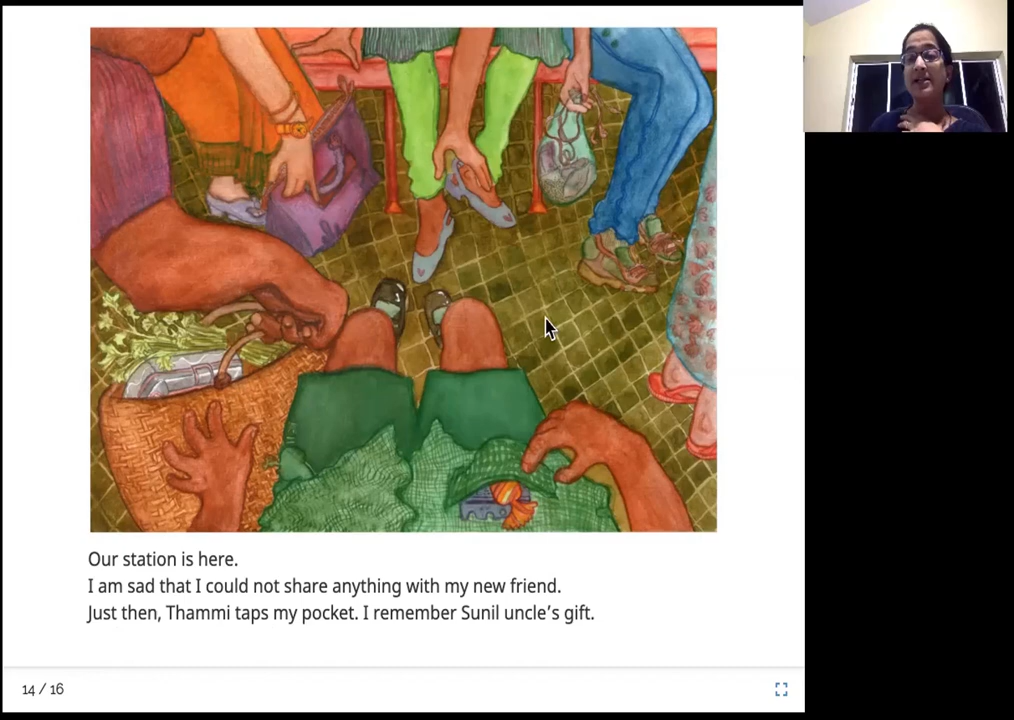 Our station is here.
I am sad that I could not share anything with my new friend.
Just then, Thammi taps my pocket. I remember Sunil uncle’s gift.
14 / 16